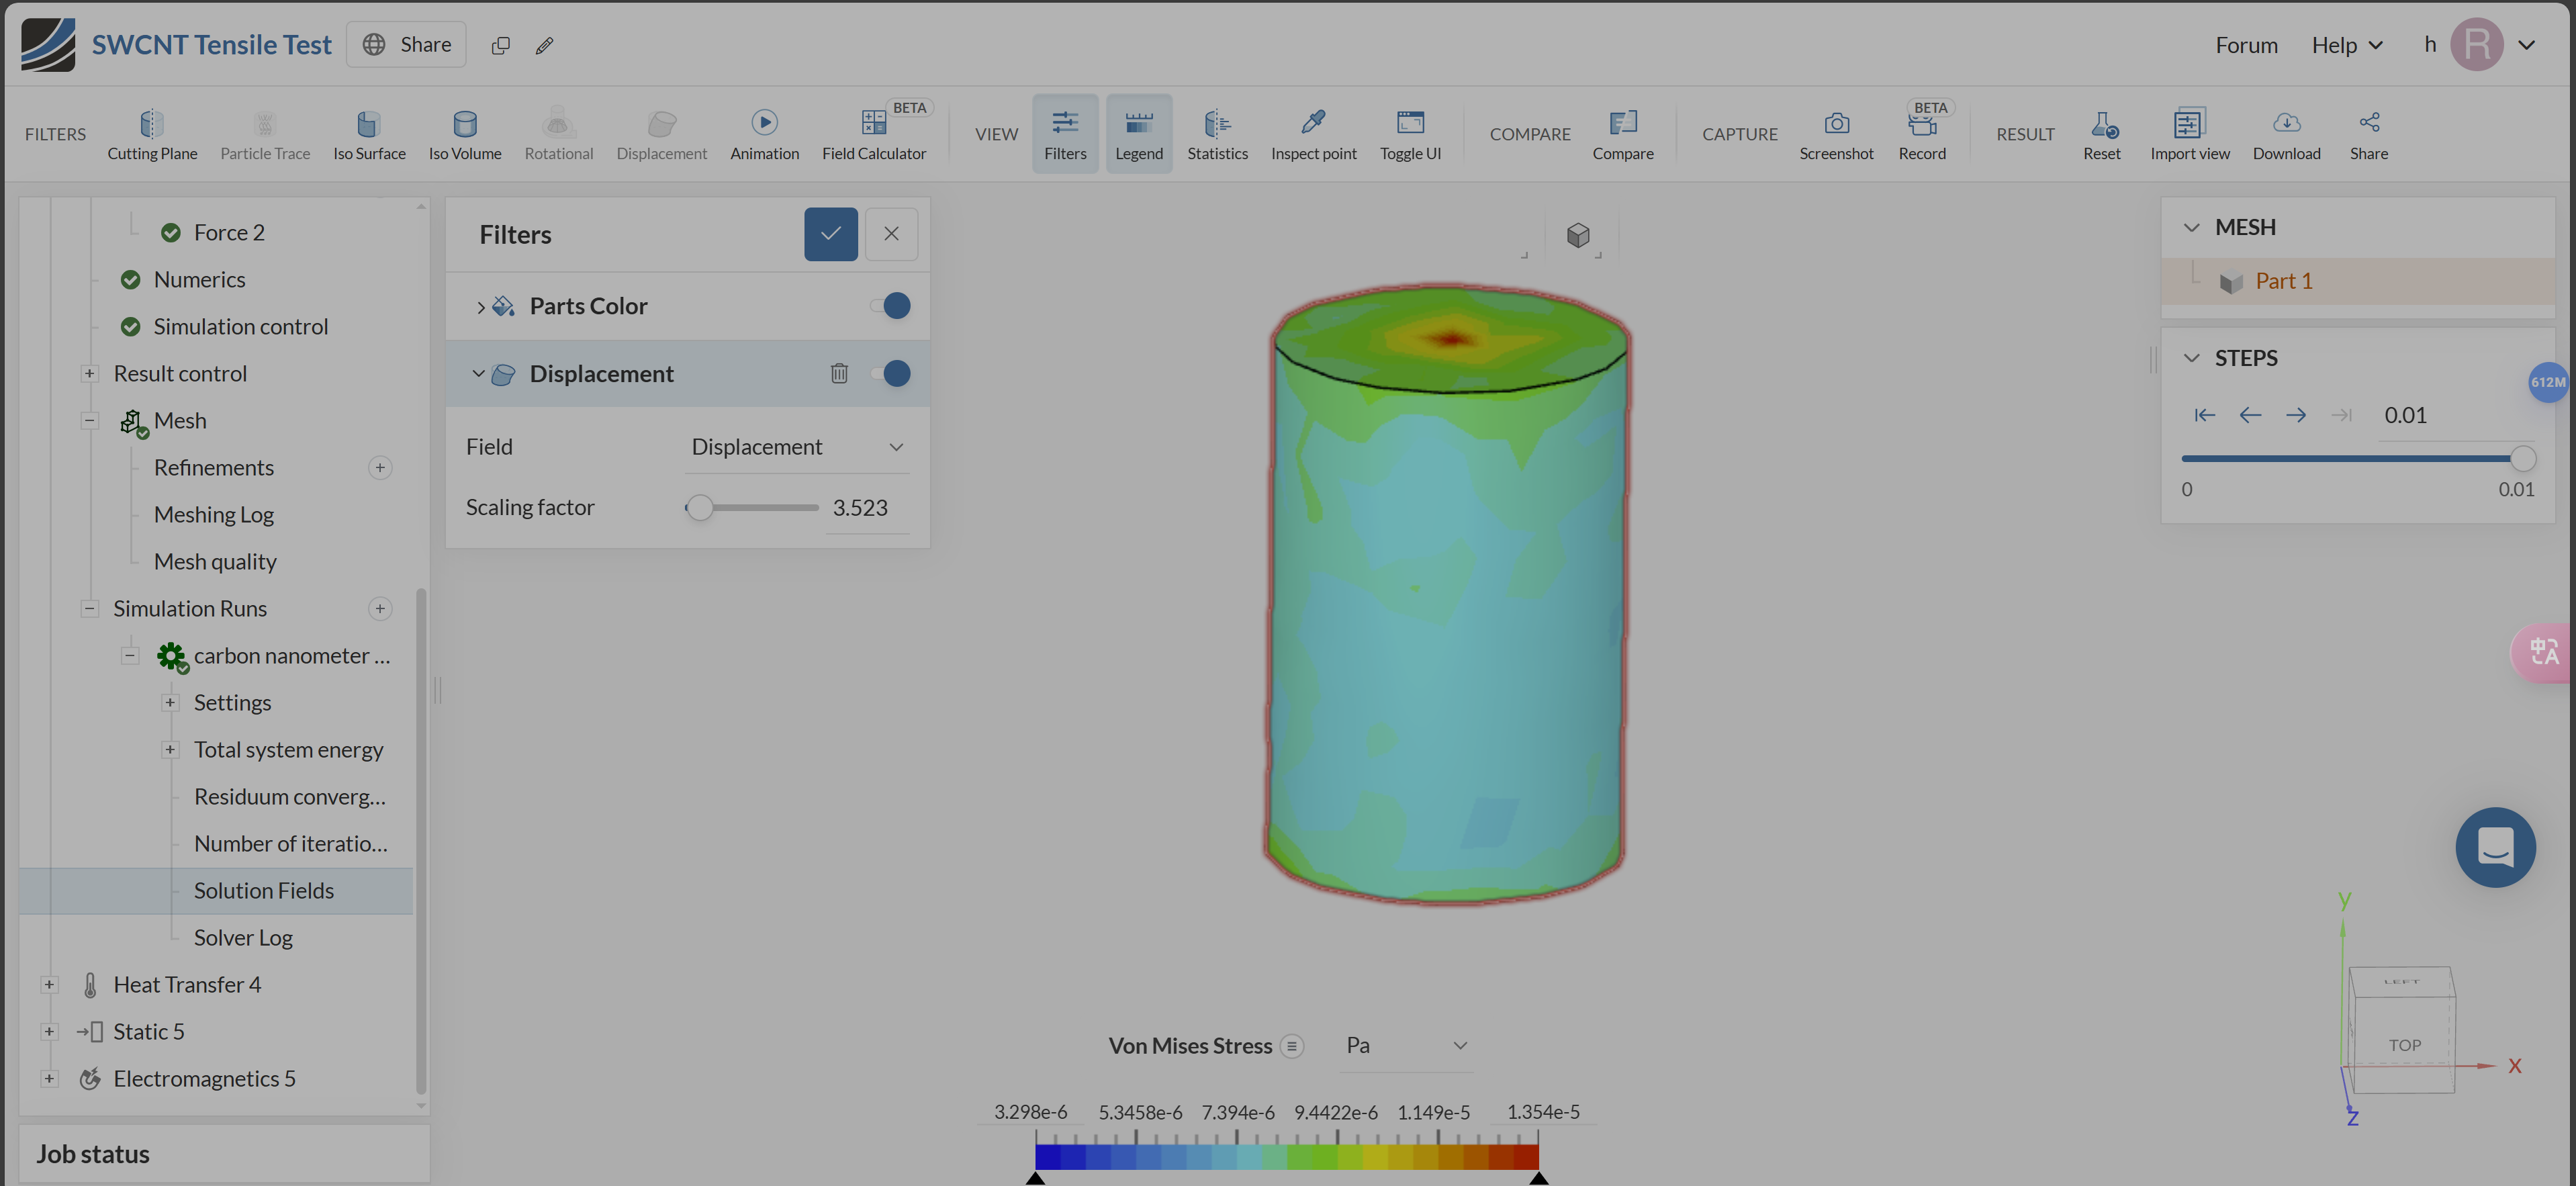 SWCNT Tensile Test
Share
Forum
Help
h
R
FILTERS
Cutting Plane
Particle Trace
Iso Surface
Iso Volume
Rotational
Displacement
Animation
BETA
Field Calculator
VIEW
Filters
Legend
Statistics
Inspect point
Toggle UI
COMPARE
Compare
CAPTURE
Screenshot
BETA
Record
RESULT
Reset
Import view
Download
Share
Force 2
Numerics
Simulation control
Result control
Mesh
Refinements
Meshing Log
Mesh quality
Simulation Runs
carbon nanometer ...
Settings
Total system energy
Residuum converg...
Number of iteratio...
Solution Fields
Solver Log
Heat Transfer 4
Static 5
Electromagnetics 5
Job status
Filters
Parts Color
Displacement
Field
Displacement
Scaling factor
3.523
MESH
Part 1
STEPS
0.01
0
0.01
612M
中A
Von Mises Stress
Pa
3.298e-6
5.3458e-6
7.394e-6
9.4422e-6
1.149e-5
1.354e-5
y
LEFT
TOP
X
Z